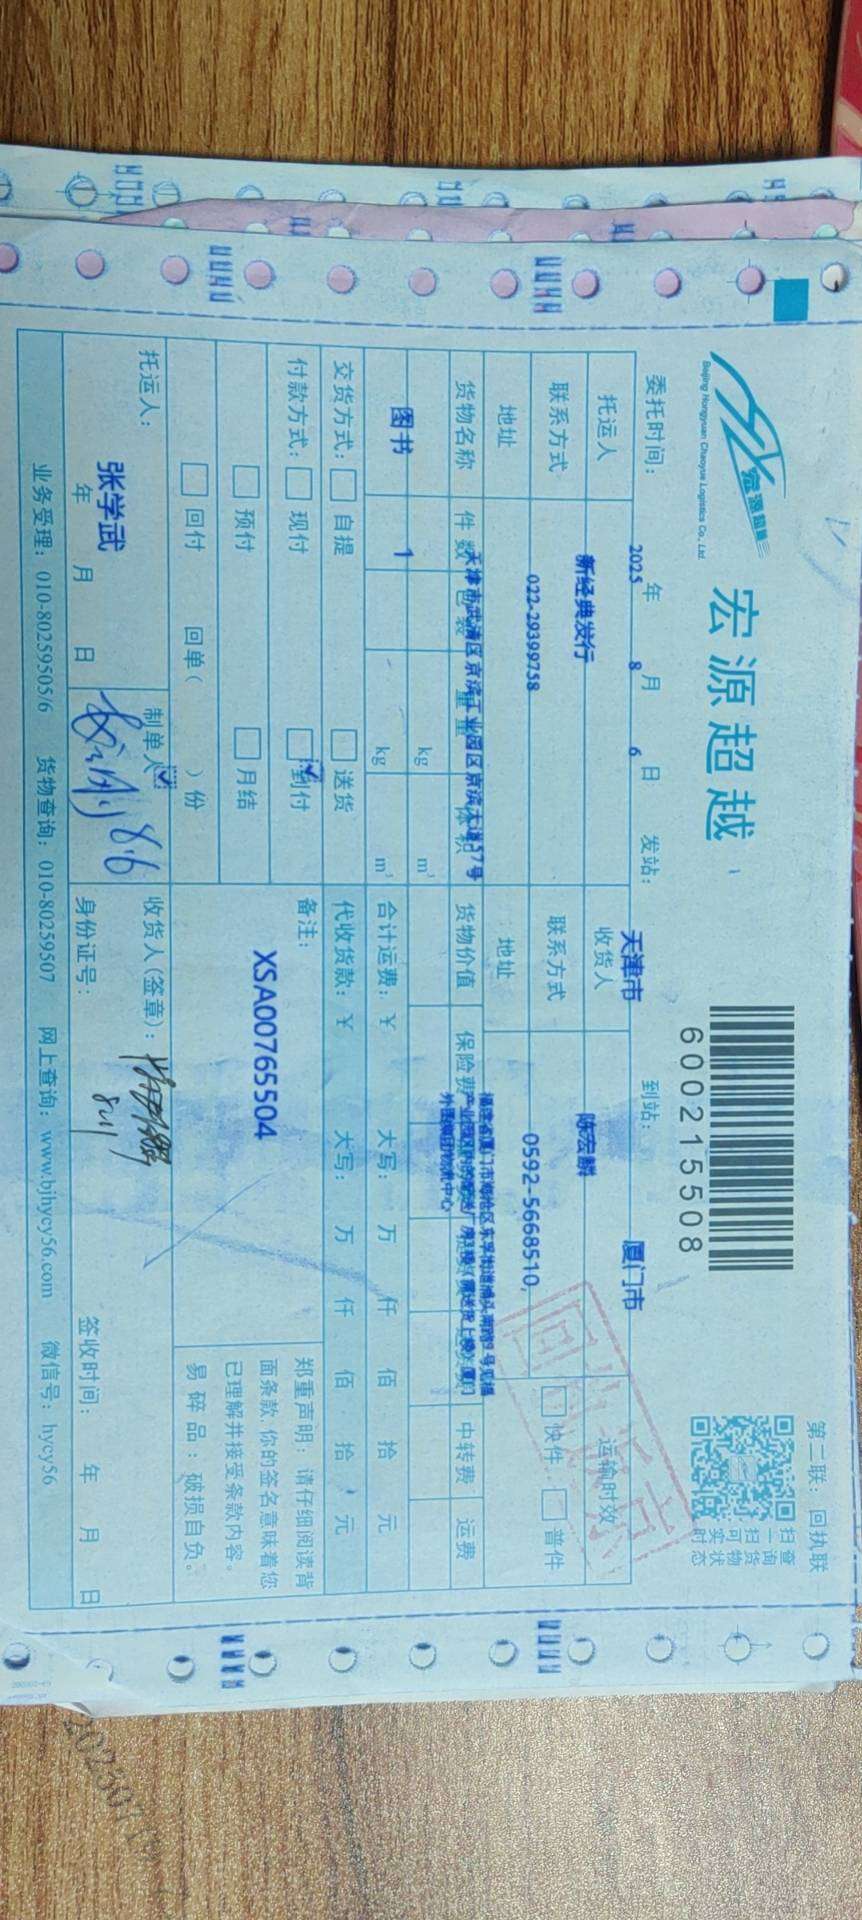 第二联：回执联
宏源超越
Beijing Hongyuan Chaoyue Logistics Co., Ltd.
宏源超越
600215508
扫查
一询
扫货
可物
实状
时态
委托时间： 2025 年 8 月 6 日 发站： 天津市 到站： 厦门市
托运人 新经典发行 收货人 陈宏麟 运输时效
联系方式 022-29399758 联系方式 0592-5668510, 快件 普件
地址 天津市武清区京滨工业园区京滨大道57号 地址
货物名称 件数 包装 重量 体积 货物价值 保险费 中转费 运费
kg m³
图书 1 kg m³ 合计运费：¥ 大写： 万 仟 佰 拾 元
交货方式： 自提 送货 代收货款：¥ 大写： 万 仟 佰 拾 元
付款方式： 现付 到付 备注：
预付 月结 XSA00765504
回付 回单（ ）份
郑重声明：请仔细阅读背
面条款，你的签名意味着您
已理解并接受条款内容。
易碎品：破损自负。
托运人： 张学武 制单人 8.6 收货人(签章)：
年 月 日 身份证号： 8.11 签收时间： 年 月 日
业务受理：010-80259505/6 货物查询：010-80259507 网上查询：www.bjhycy56.com 微信号：hycy56